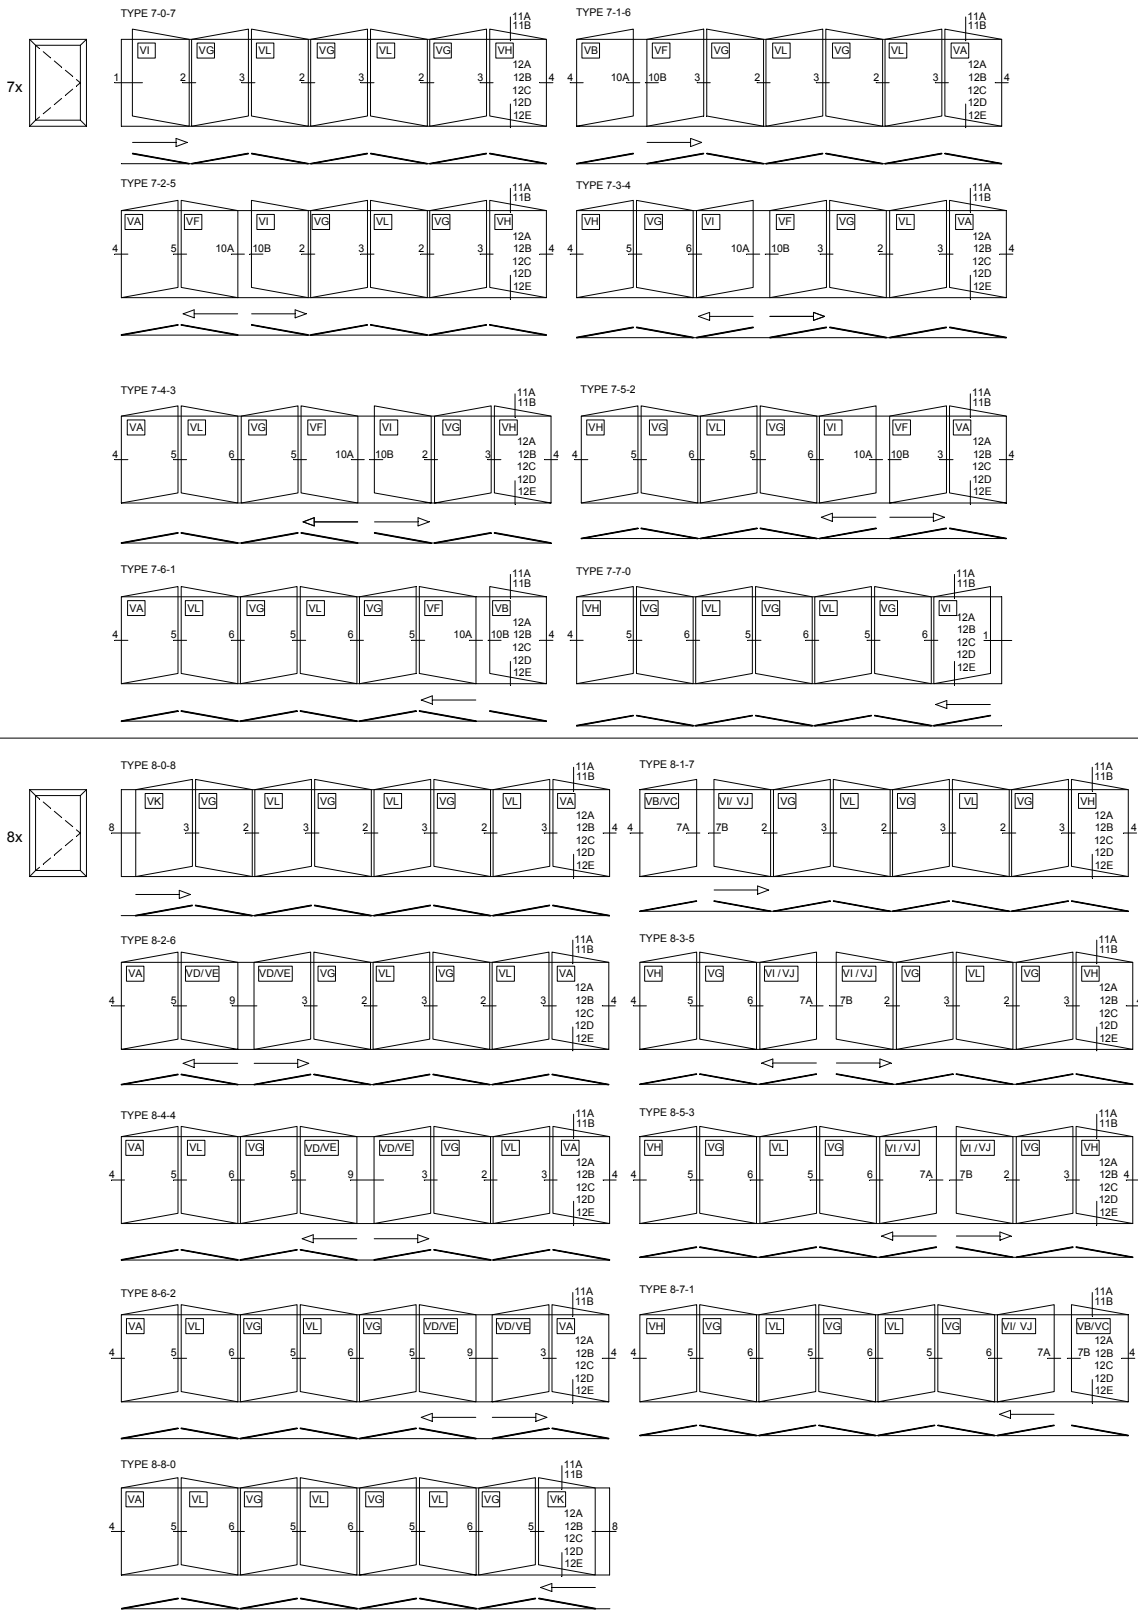 7x
TYPE 7-0-7
11A
11B
VI VG VL VG VL VG VH
12A
1 2 3 2 3 2 3 12B 4
12C
12D
12E
TYPE 7-1-6
11A
11B
VB VF VG VL VG VL VA
12A
4 10A 10B 3 2 3 2 3 12B 4
12C
12D
12E
TYPE 7-2-5
11A
11B
VA VF VI VG VL VG VH
12A
4 5 10A 10B 2 3 2 3 12B 4
12C
12D
12E
TYPE 7-3-4
11A
11B
VH VG VI VF VG VL VA
12A
4 5 6 10A 10B 3 2 3 12B 4
12C
12D
12E
TYPE 7-4-3
11A
11B
VA VL VG VF VI VG VH
12A
4 5 6 5 10A 10B 2 3 12B 4
12C
12D
12E
TYPE 7-5-2
11A
11B
VH VG VL VG VI VF VA
12A
4 5 6 5 6 10A 10B 3 12B 4
12C
12D
12E
TYPE 7-6-1
11A
11B
VA VL VG VL VG VF VB
12A
4 5 6 5 6 5 10A 10B 12B 4
12C
12D
12E
TYPE 7-7-0
11A
11B
VH VG VL VG VL VG VI
12A
4 5 6 5 6 5 6 12B 1
12C
12D
12E
8x
TYPE 8-0-8
11A
11B
VK VG VL VG VL VG VL VA
12A
8 3 2 3 2 3 2 3 12B 4
12C
12D
12E
TYPE 8-1-7
11A
11B
VB/VC VI/ VJ VG VL VG VL VG VH
12A
4 7A 7B 2 3 2 3 2 3 12B 4
12C
12D
12E
TYPE 8-2-6
11A
11B
VA VD/VE VD/VE VG VL VG VL VA
12A
4 5 9 3 2 3 2 3 12B 4
12C
12D
12E
TYPE 8-3-5
11A
11B
VH VG VI / VJ VI / VJ VG VL VG VH
12A
4 5 6 7A 7B 2 3 2 3 12B 4
12C
12D
12E
TYPE 8-4-4
11A
11B
VA VL VG VD/VE VD/VE VG VL VA
12A
4 5 6 5 9 3 2 3 12B 4
12C
12D
12E
TYPE 8-5-3
11A
11B
VH VG VL VG VI / VJ VI / VJ VG VH
12A
4 5 6 5 6 7A 7B 2 3 12B 4
12C
12D
12E
TYPE 8-6-2
11A
11B
VA VL VG VL VG VD/VE VD/VE VA
12A
4 5 6 5 6 5 9 3 12B 4
12C
12D
12E
TYPE 8-7-1
11A
11B
VH VG VL VG VL VG VI/ VJ VB/VC
12A
4 5 6 5 6 5 6 7A 7B 12B 4
12C
12D
12E
TYPE 8-8-0
11A
11B
VA VL VG VL VG VL VG VK
12A
4 5 6 5 6 5 6 5 12B 8
12C
12D
12E